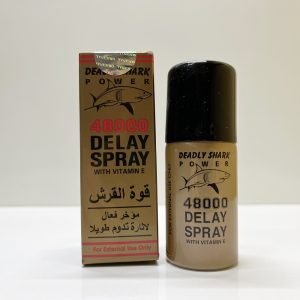 DEADLY SHARK
POWER
48000
DELAY
SPRAY
WITH VITAMIN E
قوة القرش
مؤخر فعال
لاثارة تدوم طويلا
For External Use Only
DEADLY SHARK
POWER
48000
DELAY
SPRAY
WITH VITAMIN E